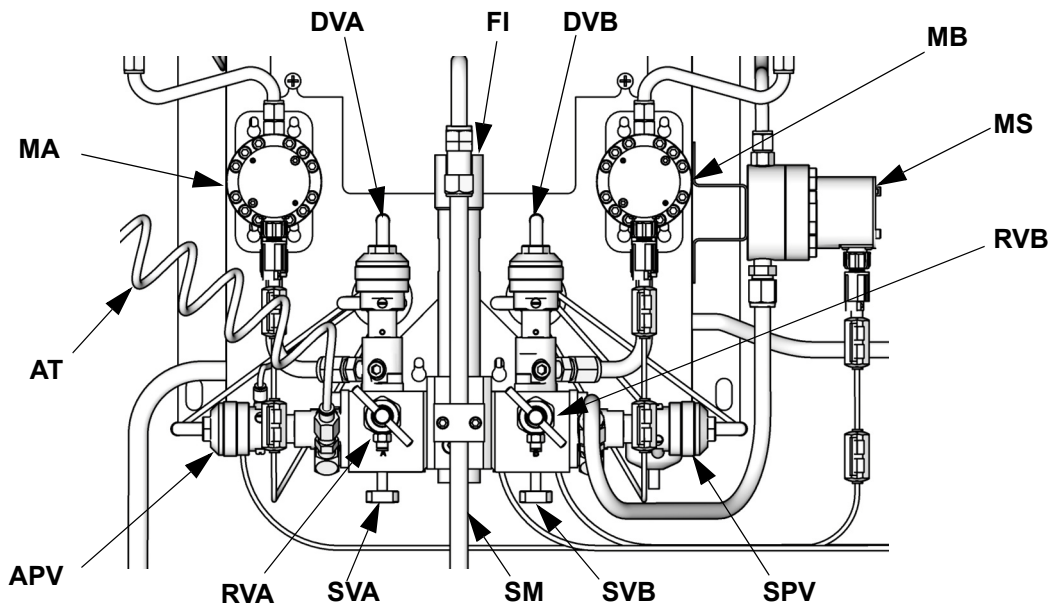 DVA FI DVB MB
MA MS
RVB
AT
APV RVA SVA SM SVB SPV